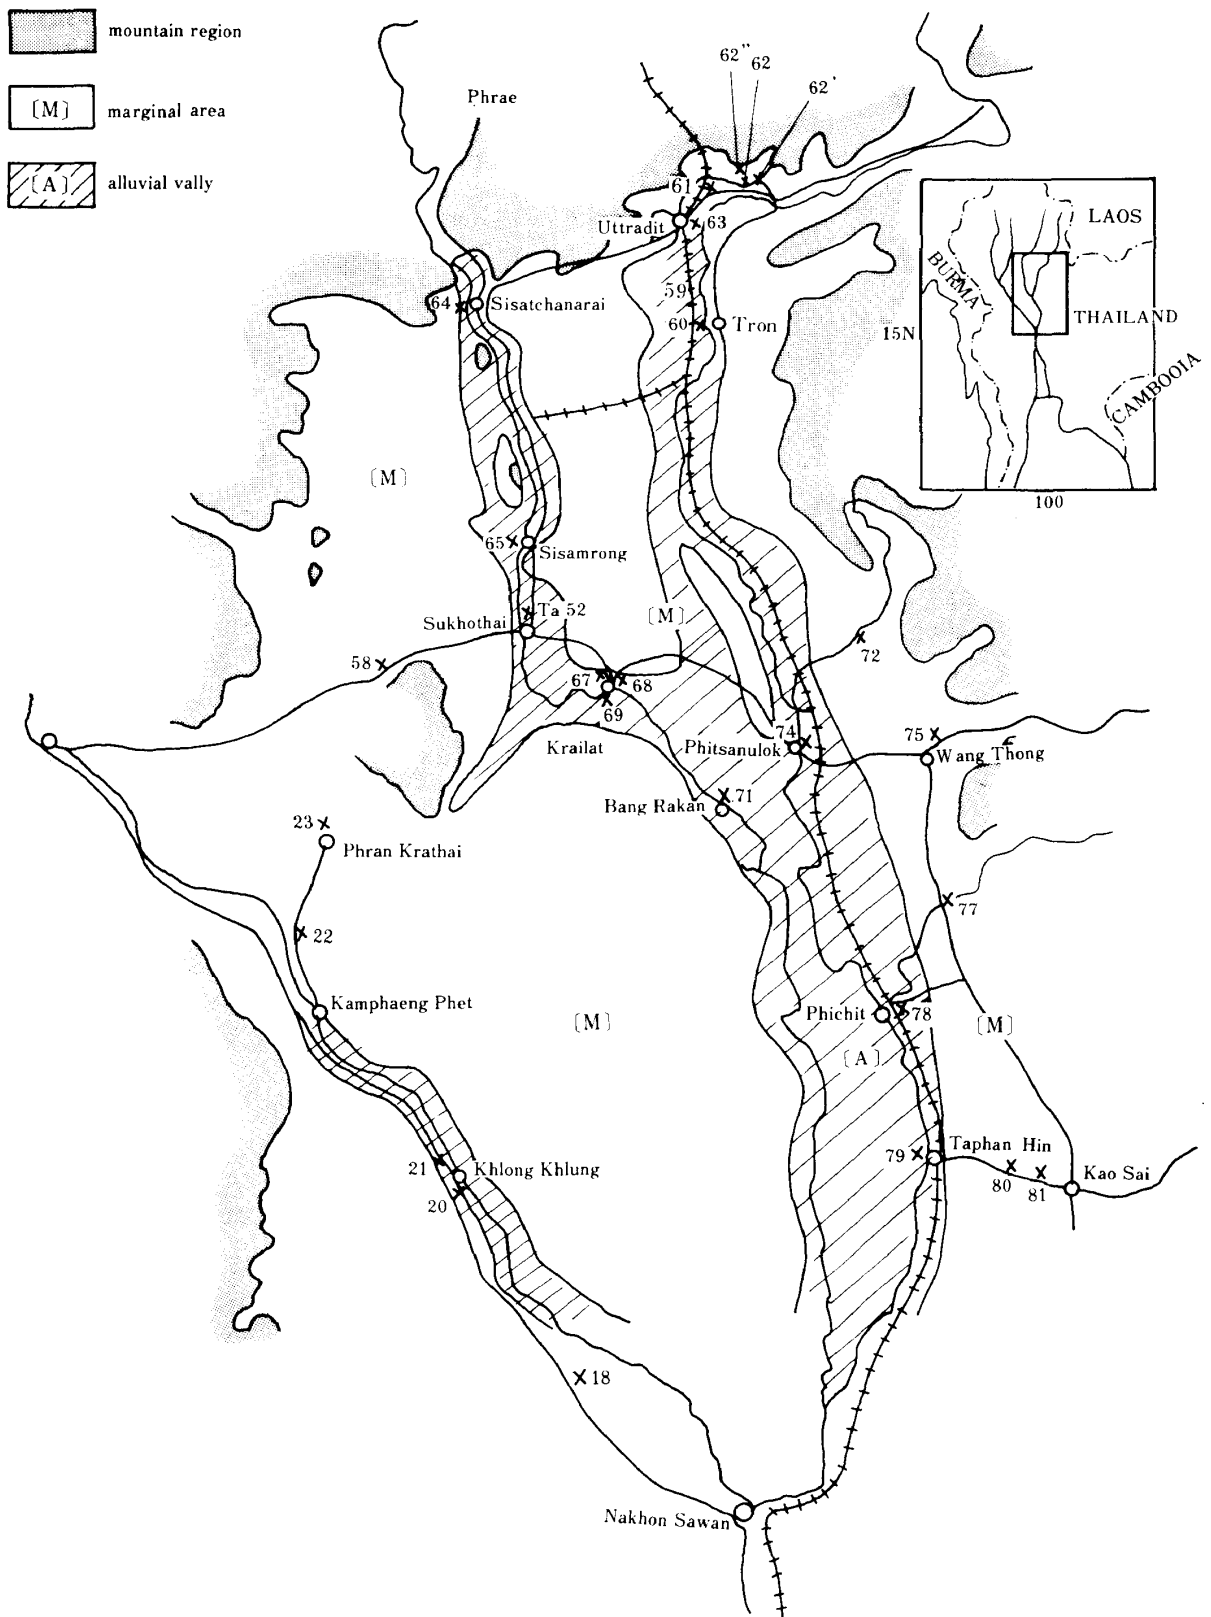 mountain region
[M] marginal area
[A] alluvial vally
62" 62
62'
Phrae
61
Uttradit
63
LAOS
BURMA
THAILAND
15N
CAMBOOIA
100
64
Sisatchanarai
59
60
Tron
[M]
65
Sisamrong
Ta 52
[M]
Sukhothai
58
72
67
68
69
Krailat
74
Phitsanulok
75
Wang Thong
71
Bang Rakan
23
Phran Krathai
22
77
Kamphaeng Phet
[M]
Phichit
78
[M]
[A]
79
Taphan Hin
21
Khlong Khlung
80
81
Kao Sai
20
18
Nakhon Sawan